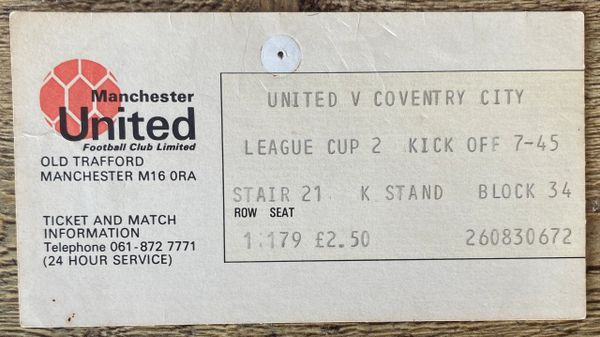 Manchester
United
Football Club Limited
OLD TRAFFORD
MANCHESTER M16 0RA
TICKET AND MATCH
INFORMATION
Telephone 061-872 7771
(24 HOUR SERVICE)
UNITED V COVENTRY CITY
LEAGUE CUP 2 KICK OFF 7-45
STAIR 21 K STAND BLOCK 34
ROW SEAT
1 179 £2.50 260830672